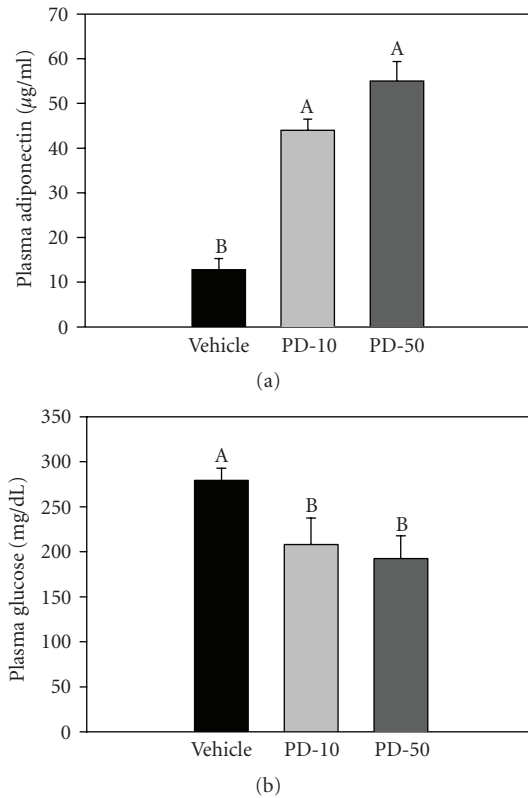 70
60
50
40
30
20
10
0
Plasma adiponectin (μg/ml)
B
A
A
Vehicle PD-10 PD-50
(a)
350
300
250
200
150
100
50
0
Plasma glucose (mg/dL)
A
B
B
Vehicle PD-10 PD-50
(b)